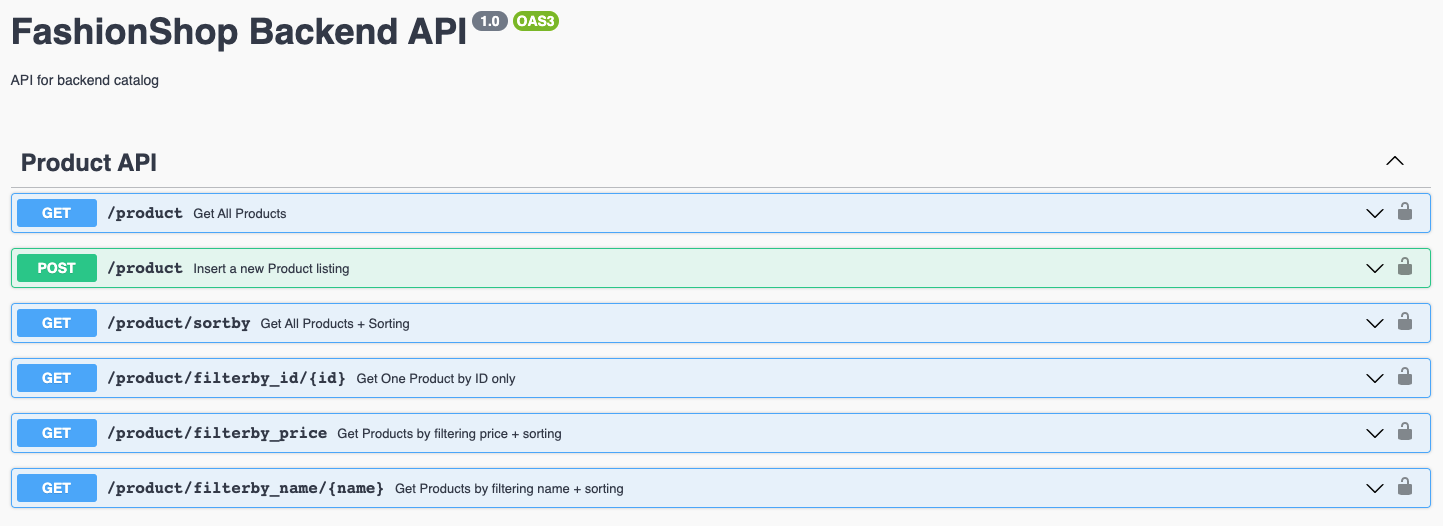 FashionShop Backend API 1.0 OAS3
API for backend catalog
Product API
GET /product Get All Products
POST /product Insert a new Product listing
GET /product/sortby Get All Products + Sorting
GET /product/filterby_id/{id} Get One Product by ID only
GET /product/filterby_price Get Products by filtering price + sorting
GET /product/filterby_name/{name} Get Products by filtering name + sorting